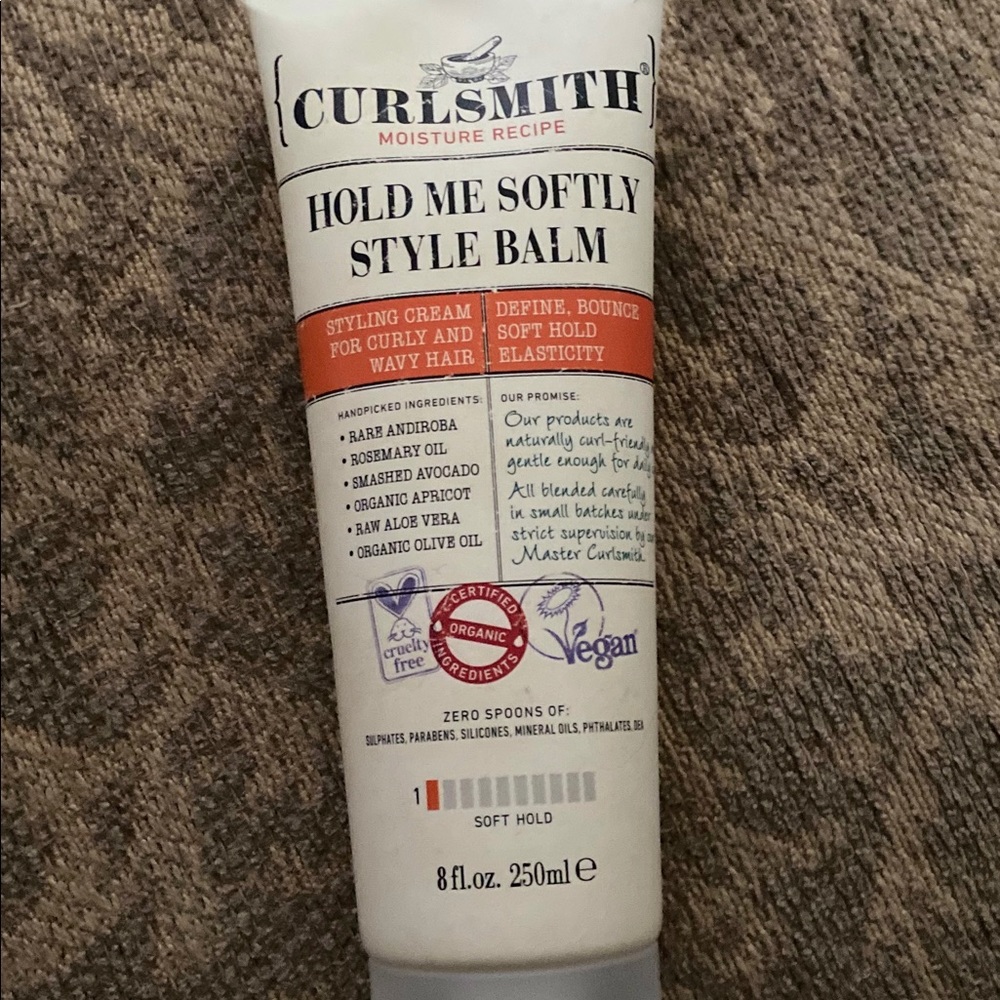 {CURLSMITH®}
MOISTURE RECIPE
HOLD ME SOFTLY
STYLE BALM
STYLING CREAM
FOR CURLY AND
WAVY HAIR
DEFINE, BOUNCE
SOFT HOLD
ELASTICITY
HANDPICKED INGREDIENTS:
• RARE ANDIROBA
• ROSEMARY OIL
• SMASHED AVOCADO
• ORGANIC APRICOT
• RAW ALOE VERA
• ORGANIC OLIVE OIL
OUR PROMISE:
Our products are
naturally curl-friendly
gentle enough for
All blended carefully
in small batches under
strict supervision by
Master Curlsmith
cruelty
free
CERTIFIED
ORGANIC
INGREDIENTS
Vegan
ZERO SPOONS OF:
SULPHATES, PARABENS, SILICONES, MINERAL OILS, PHTHALATES, DEA
1
SOFT HOLD
8 fl.oz. 250ml e